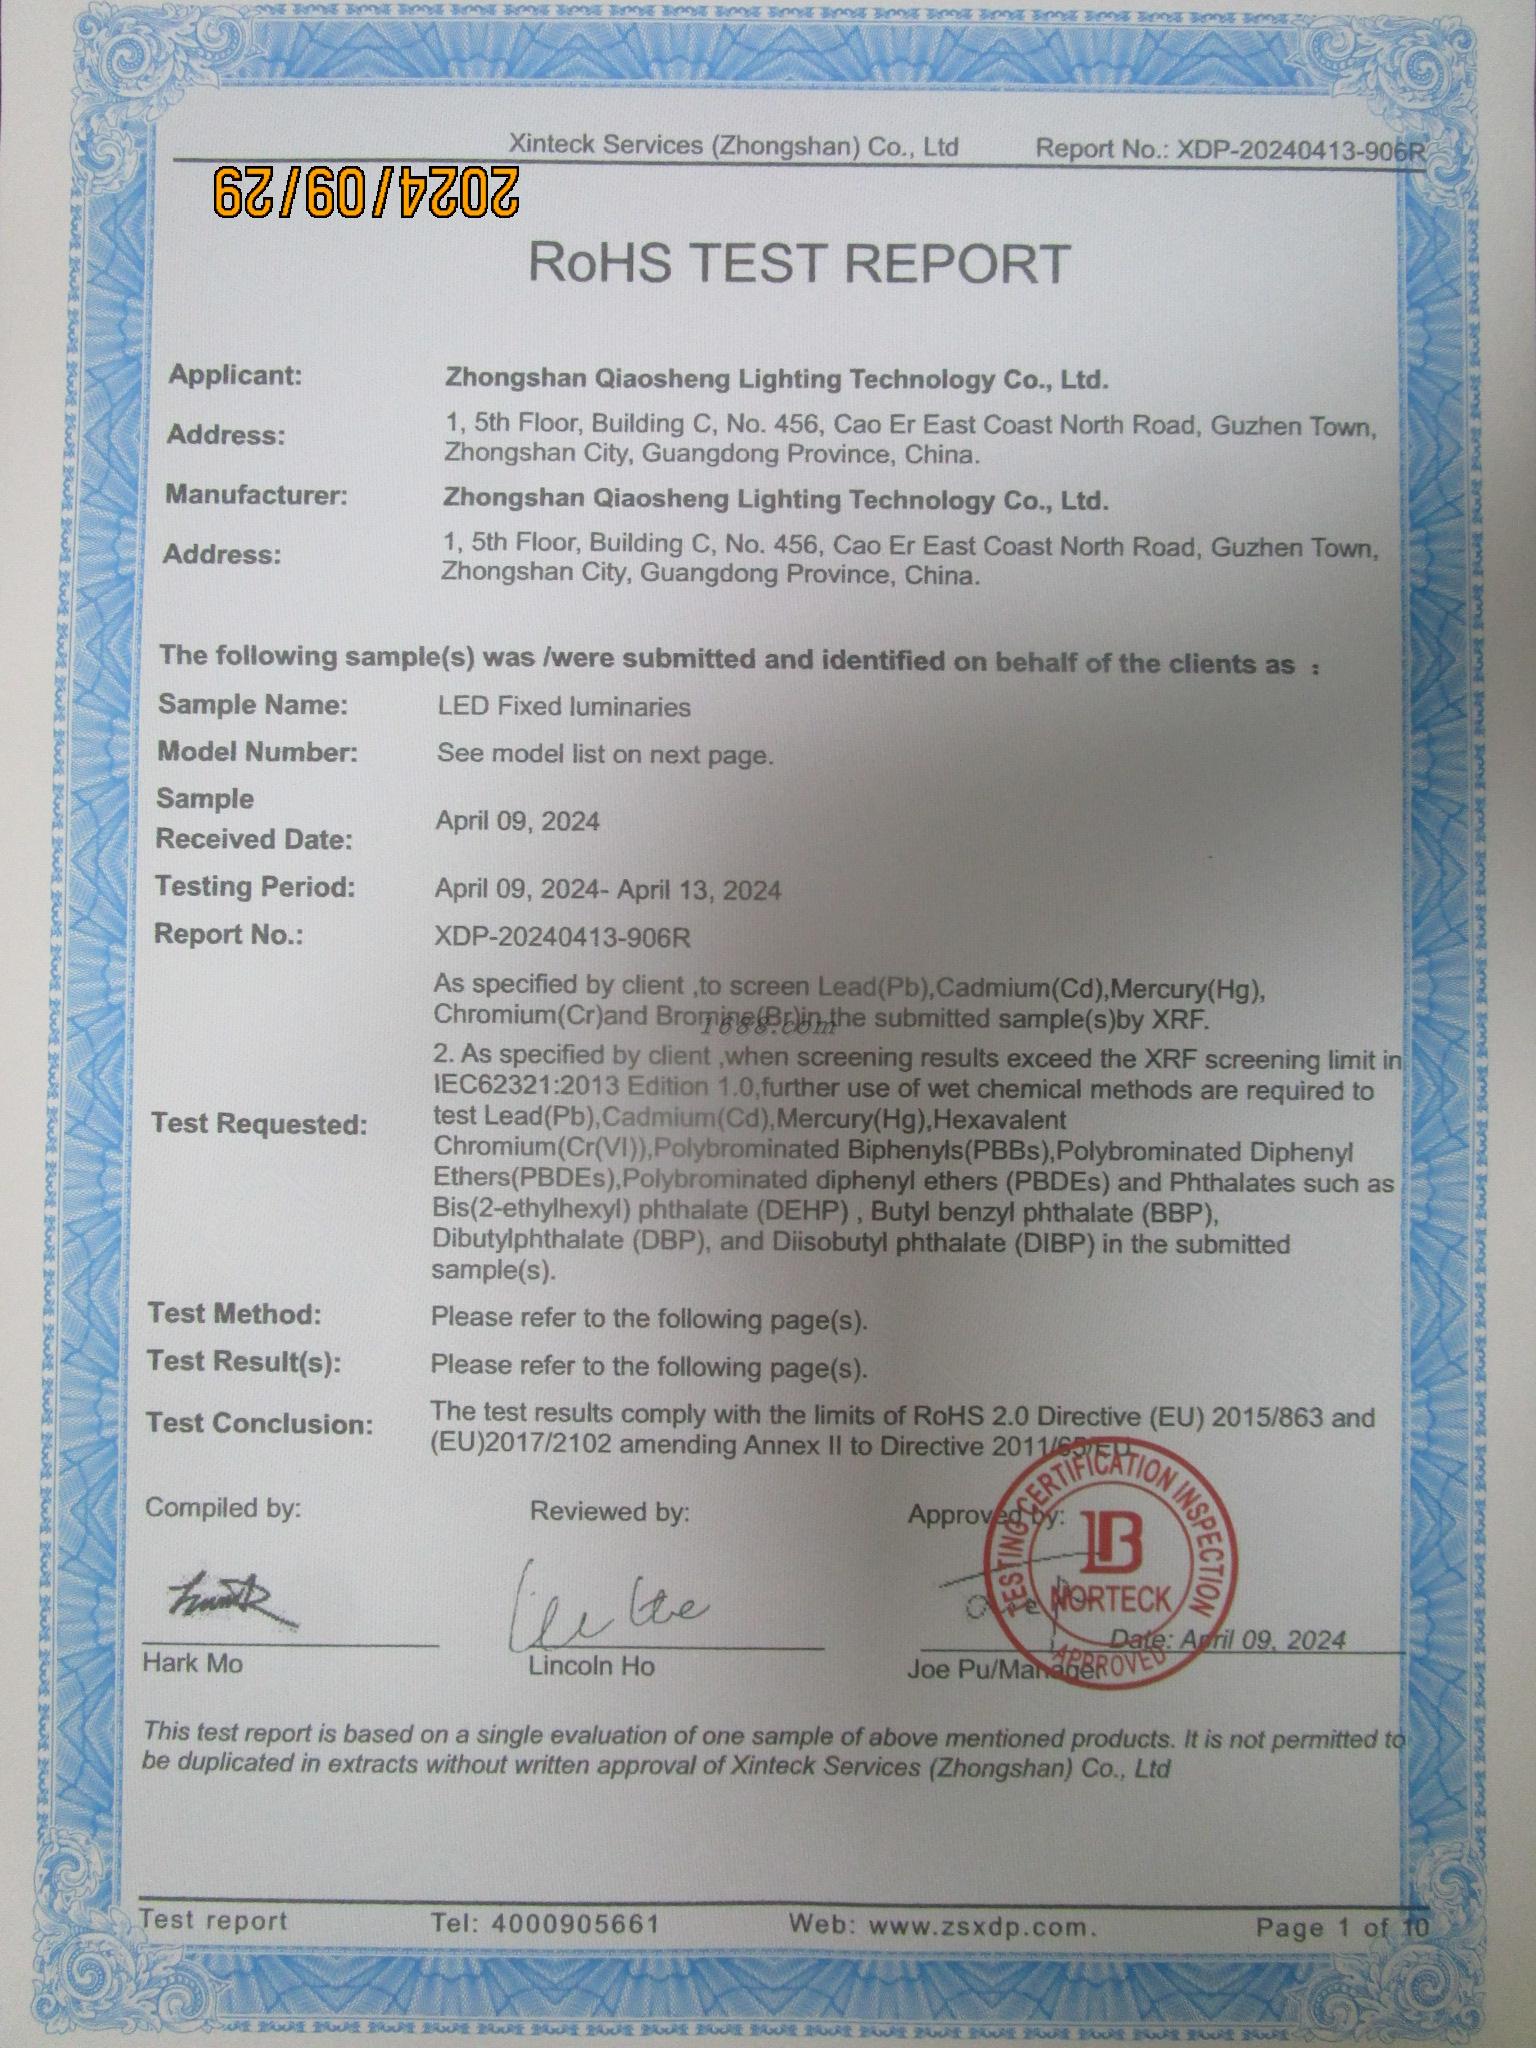 Xinteck Services (Zhongshan) Co., Ltd Report No.: XDP-20240413-906R
2024/09/29
RoHS TEST REPORT
Applicant: Zhongshan Qiaosheng Lighting Technology Co., Ltd.
Address: 1, 5th Floor, Building C, No. 456, Cao Er East Coast North Road, Guzhen Town,
Zhongshan City, Guangdong Province, China.
Manufacturer: Zhongshan Qiaosheng Lighting Technology Co., Ltd.
Address: 1, 5th Floor, Building C, No. 456, Cao Er East Coast North Road, Guzhen Town,
Zhongshan City, Guangdong Province, China.
The following sample(s) was /were submitted and identified on behalf of the clients as :
Sample Name: LED Fixed luminaries
Model Number: See model list on next page.
Sample
Received Date: April 09, 2024
Testing Period: April 09, 2024- April 13, 2024
Report No.: XDP-20240413-906R
As specified by client ,to screen Lead(Pb),Cadmium(Cd),Mercury(Hg),
Chromium(Cr)and Bromine(Br)in the submitted sample(s)by XRF.
1688.com
2. As specified by client ,when screening results exceed the XRF screening limit in
IEC62321:2013 Edition 1.0,further use of wet chemical methods are required to
Test Requested: test Lead(Pb),Cadmium(Cd),Mercury(Hg),Hexavalent
Chromium(Cr(VI)),Polybrominated Biphenyls(PBBs),Polybrominated Diphenyl
Ethers(PBDEs),Polybrominated diphenyl ethers (PBDEs) and Phthalates such as
Bis(2-ethylhexyl) phthalate (DEHP) , Butyl benzyl phthalate (BBP),
Dibutylphthalate (DBP), and Diisobutyl phthalate (DIBP) in the submitted
sample(s).
Test Method: Please refer to the following page(s).
Test Result(s): Please refer to the following page(s).
Test Conclusion: The test results comply with the limits of RoHS 2.0 Directive (EU) 2015/863 and
(EU)2017/2102 amending Annex II to Directive 2011/65/EU
Compiled by: Reviewed by: Approved by:
TESTING CERTIFICATION INSPECTION
B
NORTECK
APPROVED
Date: April 09, 2024
Hark Mo Lincoln Ho Joe Pu/Manager
This test report is based on a single evaluation of one sample of above mentioned products. It is not permitted to
be duplicated in extracts without written approval of Xinteck Services (Zhongshan) Co., Ltd
Test report Tel: 4000905661 Web: www.zsxdp.com. Page 1 of 10